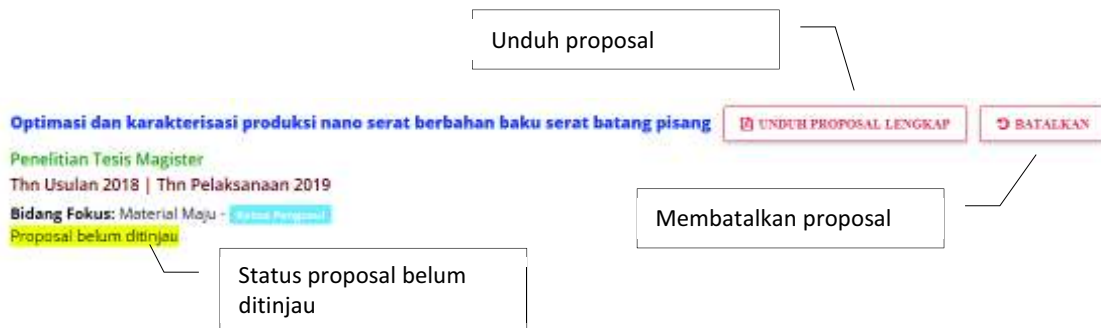 Unduh proposal
Optimasi dan karakterisasi produksi nano serat berbahan baku serat batang pisang
UNDUH PROPOSAL LENGKAP
BATALKAN
Penelitian Tesis Magister
Thn Usulan 2018 | Thn Pelaksanaan 2019
Bidang Fokus: Material Maju - Ketua Pengusul
Proposal belum ditinjau
Membatalkan proposal
Status proposal belum
ditinjau